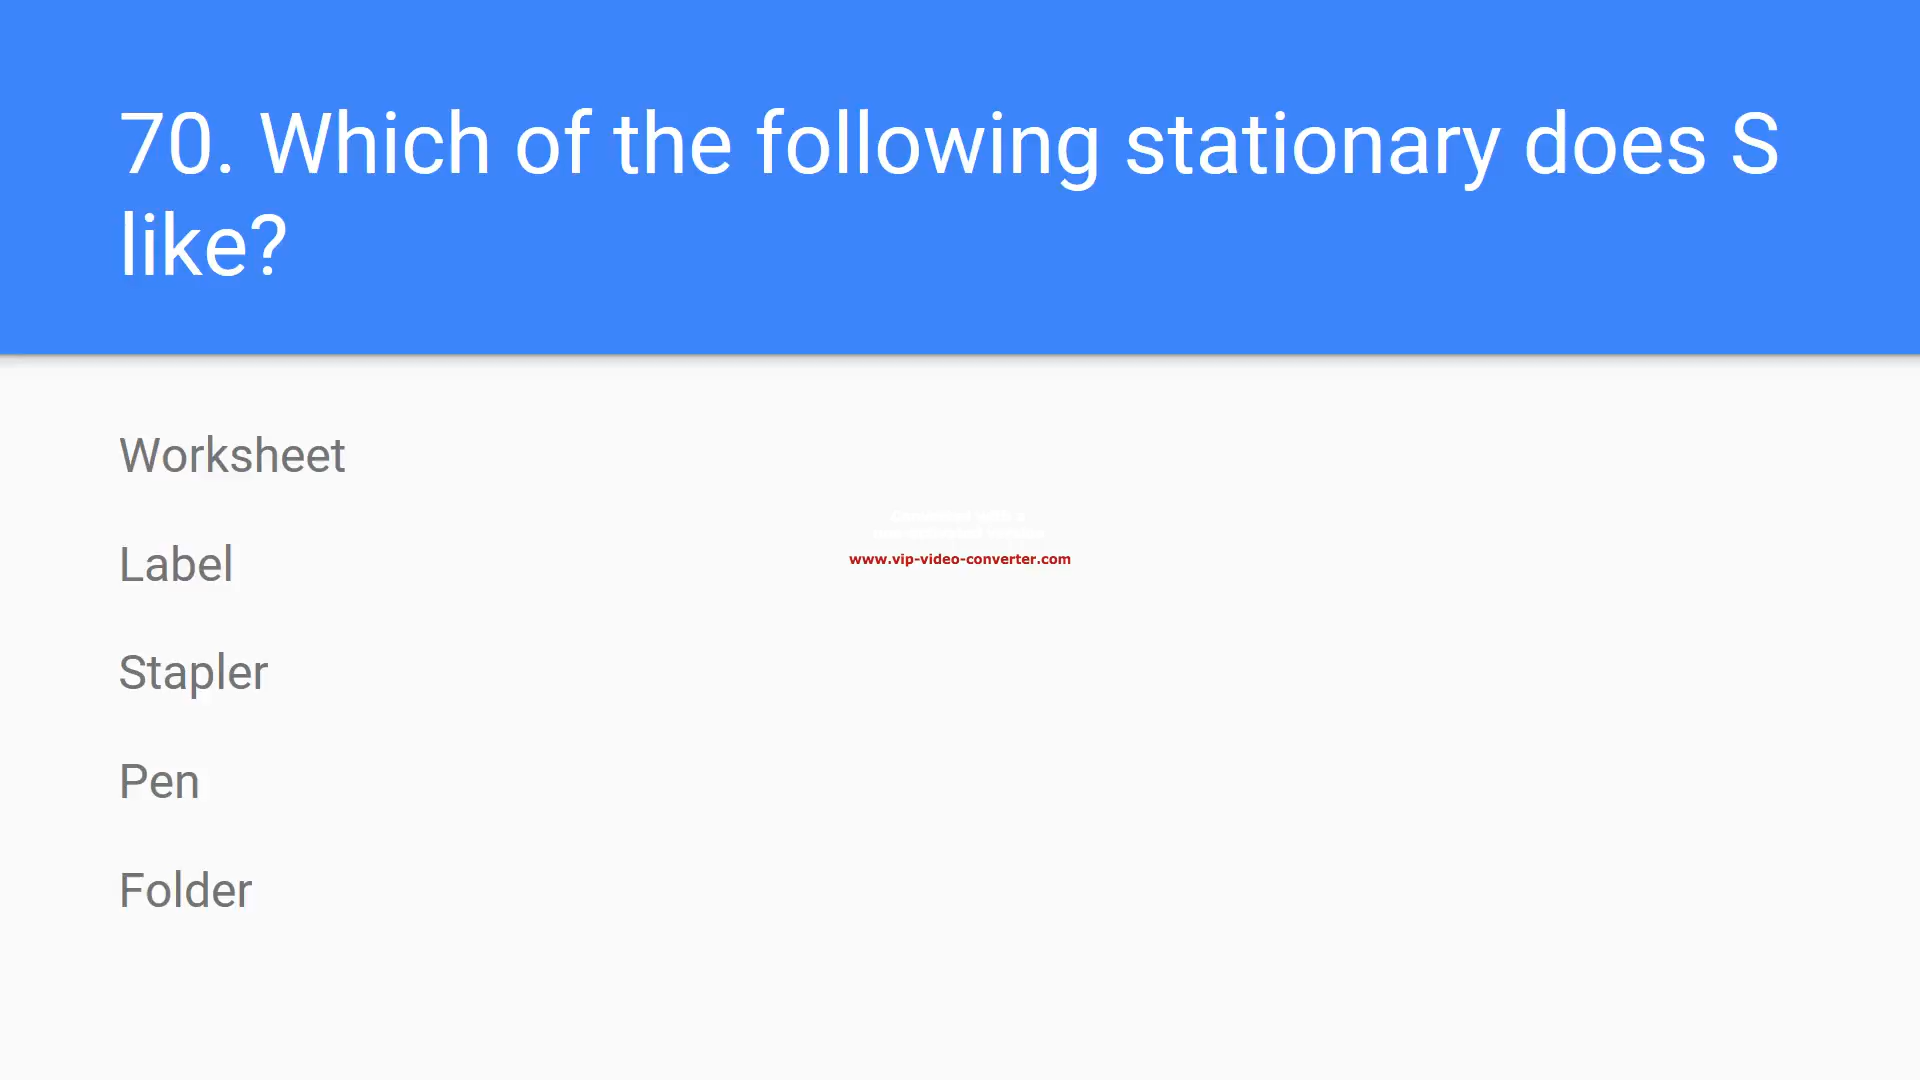 70. Which of the following stationary does S
like?
Worksheet
Label
www.vip-video-converter.com
Stapler
Pen
Folder